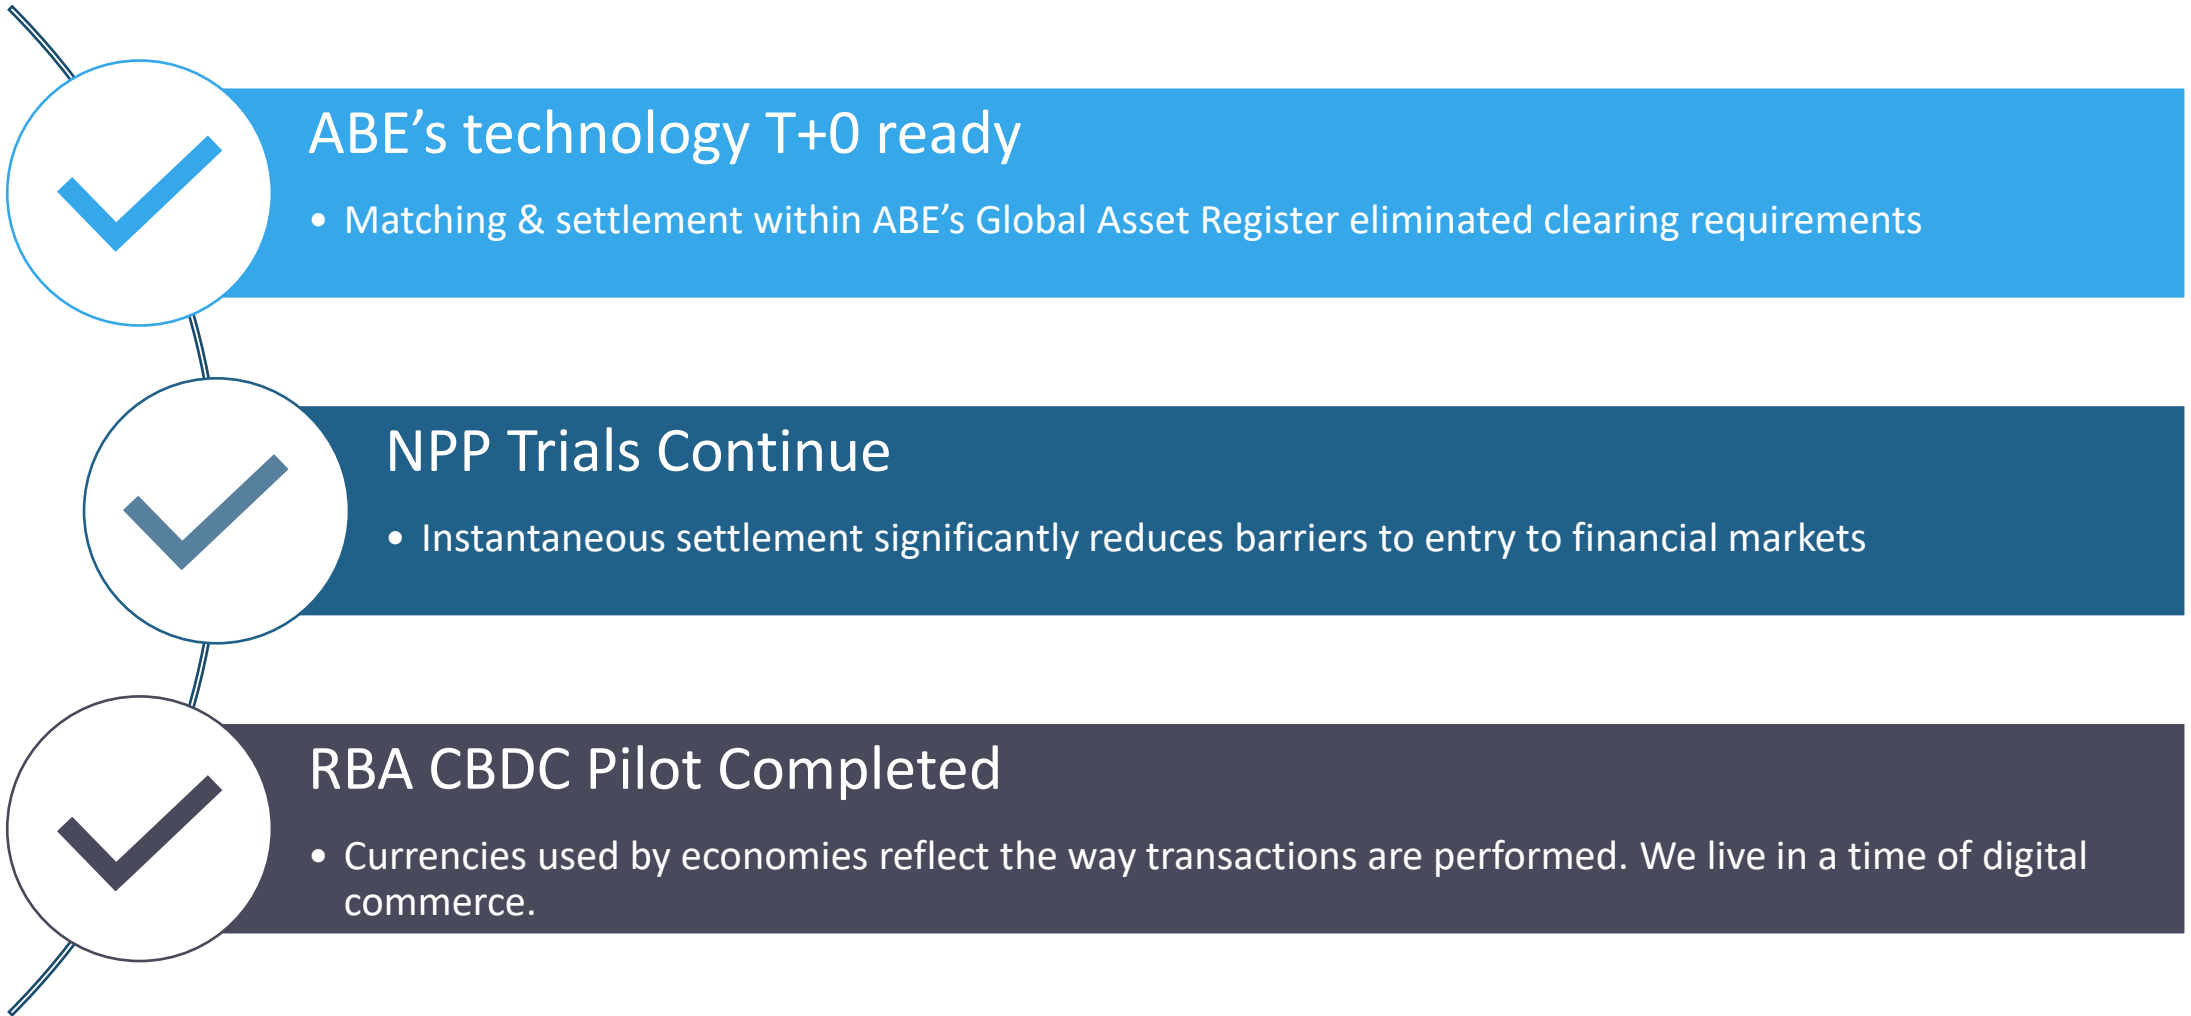 ABE’s technology T+0 ready
• Matching & settlement within ABE’s Global Asset Register eliminated clearing requirements
NPP Trials Continue
• Instantaneous settlement significantly reduces barriers to entry to financial markets
RBA CBDC Pilot Completed
• Currencies used by economies reflect the way transactions are performed. We live in a time of digital
commerce.